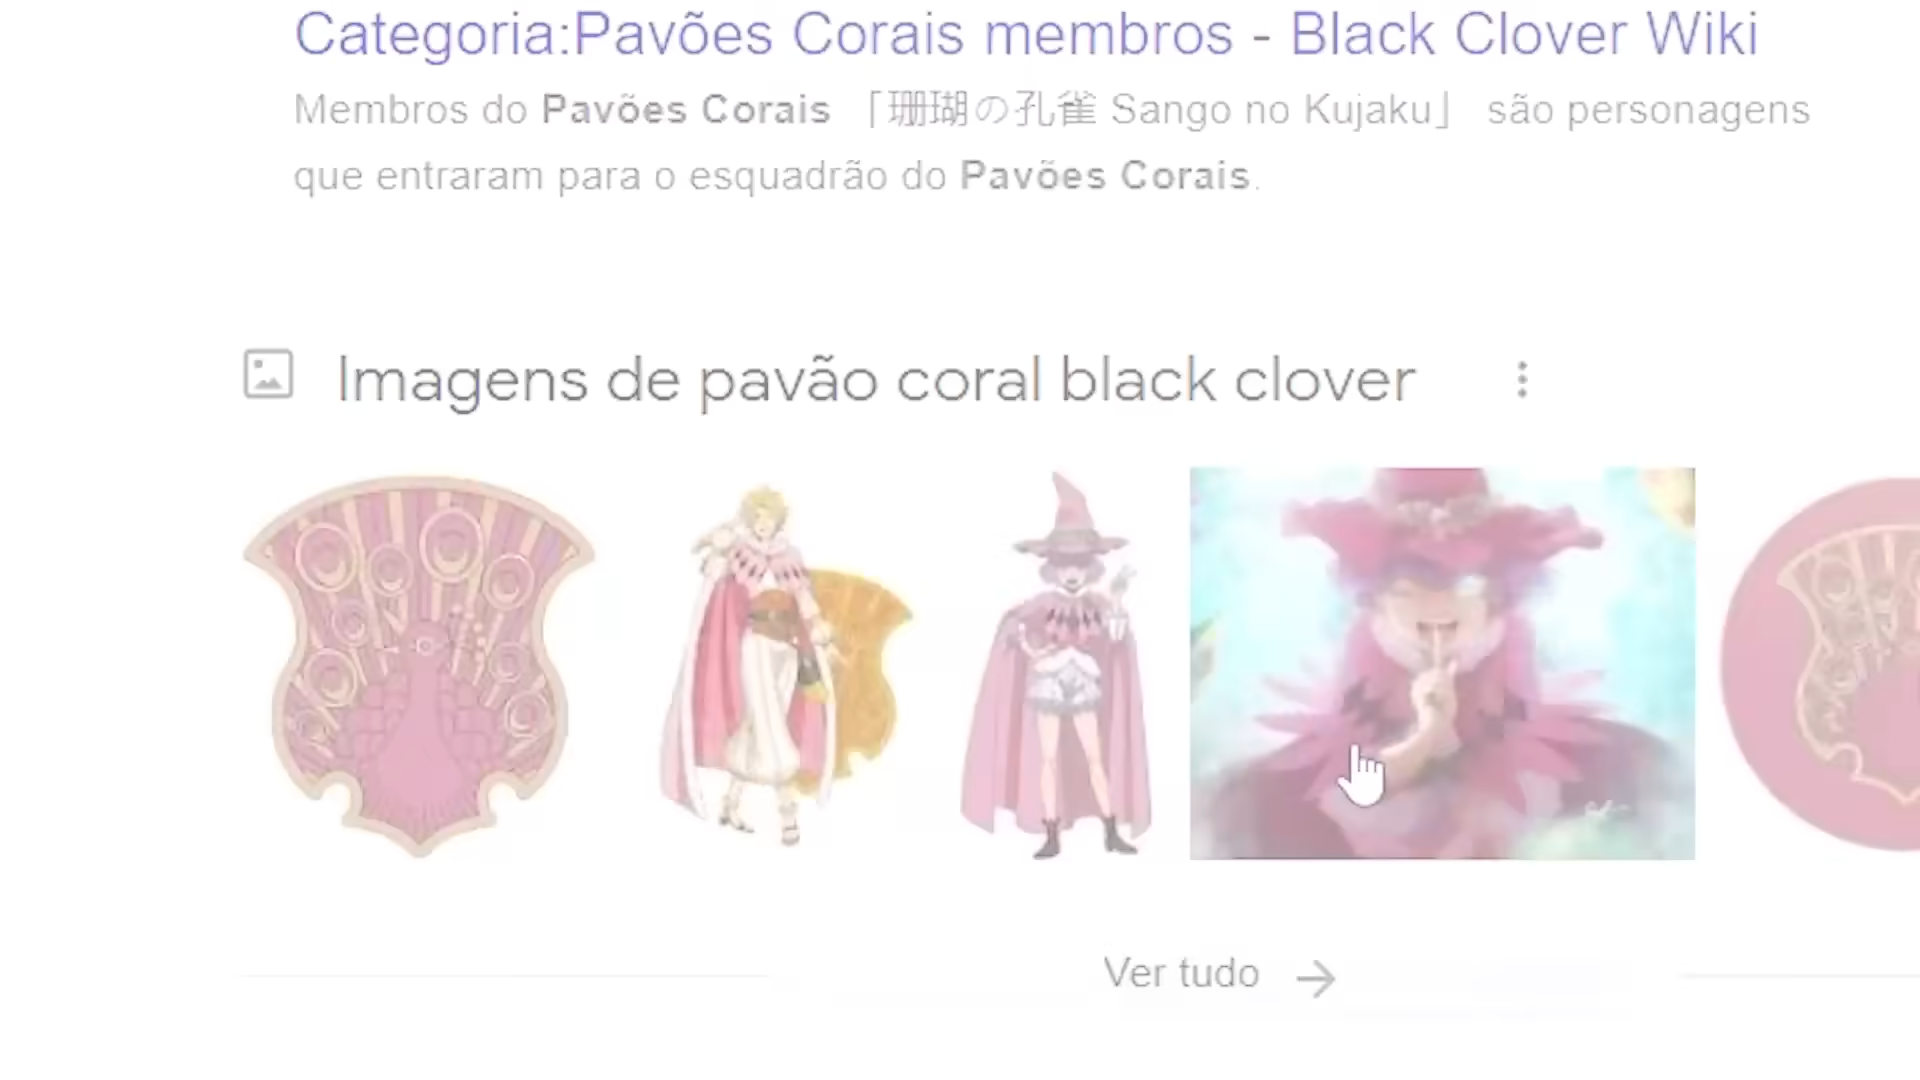 Categoria:Pavões Corais membros - Black Clover Wiki
Membros do Pavões Corais 「珊瑚の孔雀 Sango no Kujaku」 são personagens
que entraram para o esquadrão do Pavões Corais.
Imagens de pavão coral black clover
Ver tudo